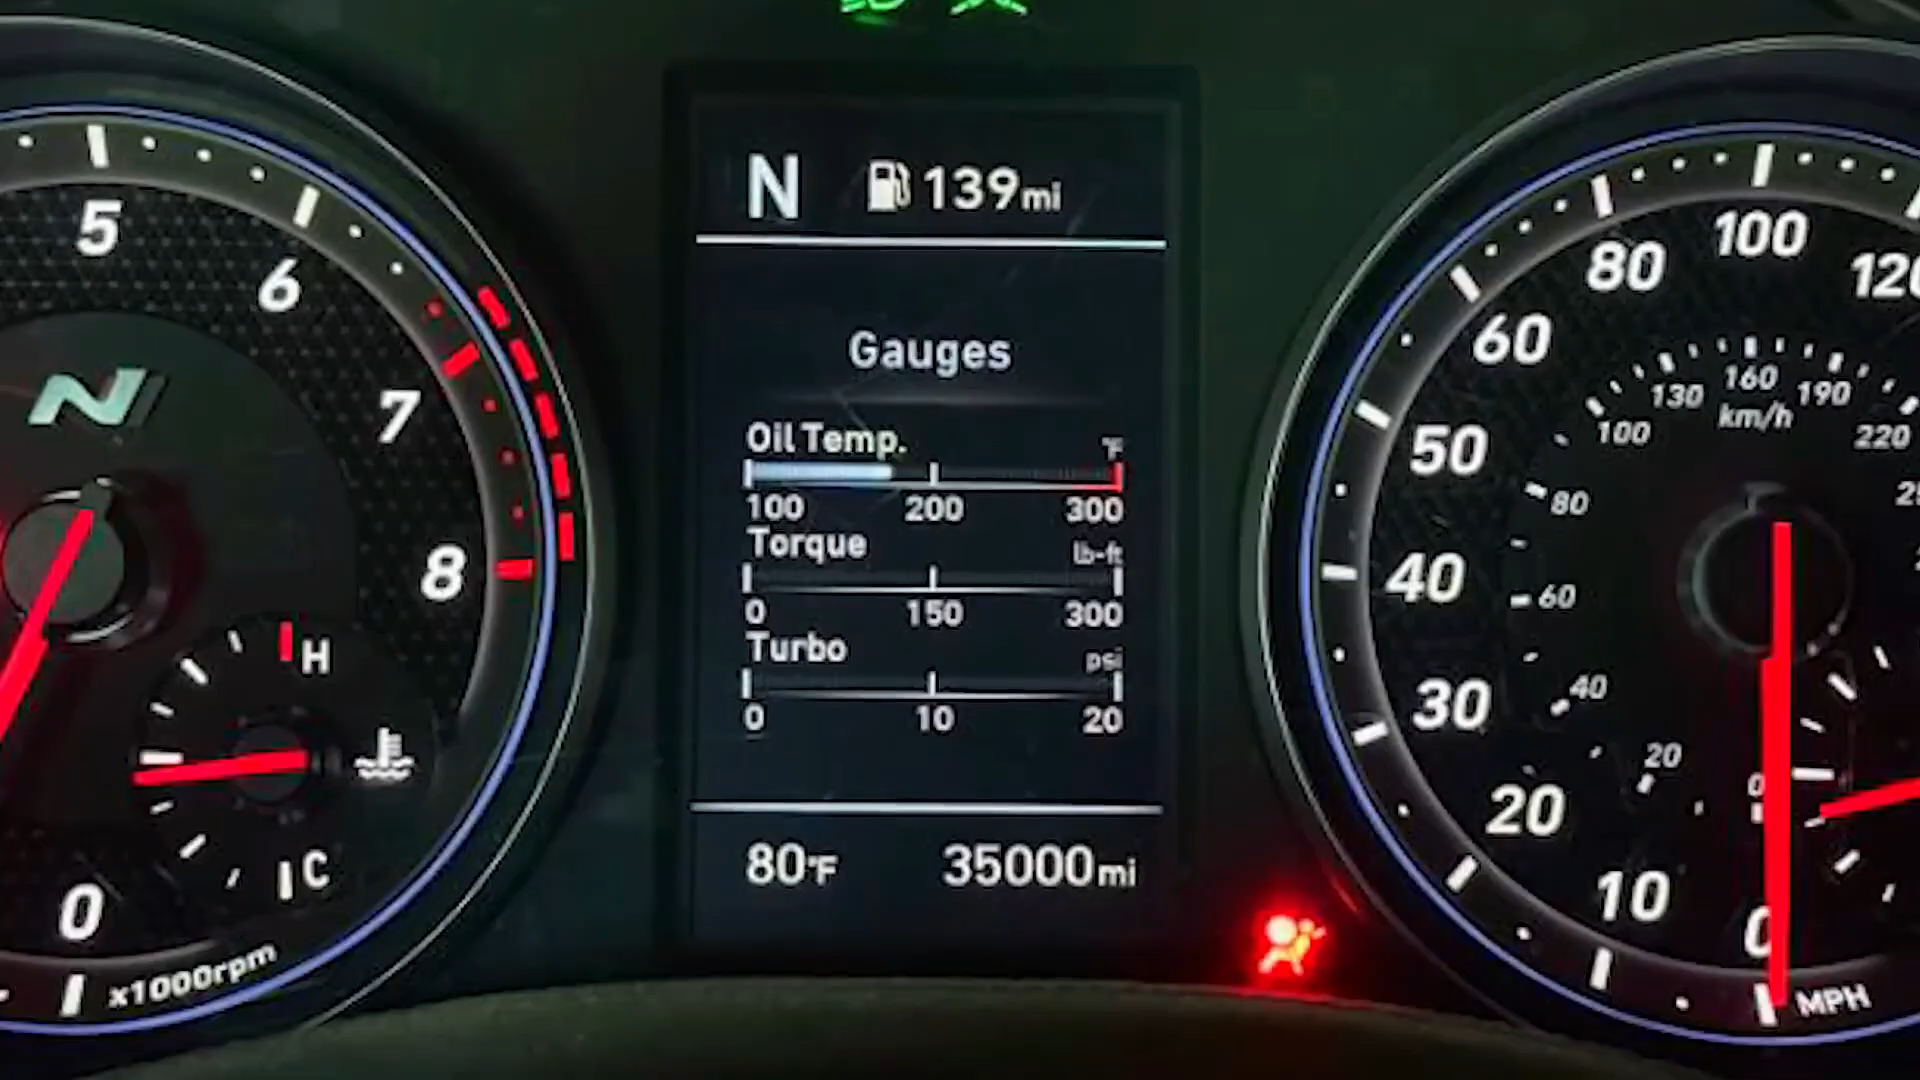 5
6
7
8
0
x1000rpm
H
C
N 139mi
Gauges
Oil Temp. °F
100 200 300
Torque lb-ft
0 150 300
Turbo psi
0 10 20
80°F 35000mi
0
10
20
30
40
50
60
80
100
MPH
0
20
40
60
80
100
130
160
190
220
km/h